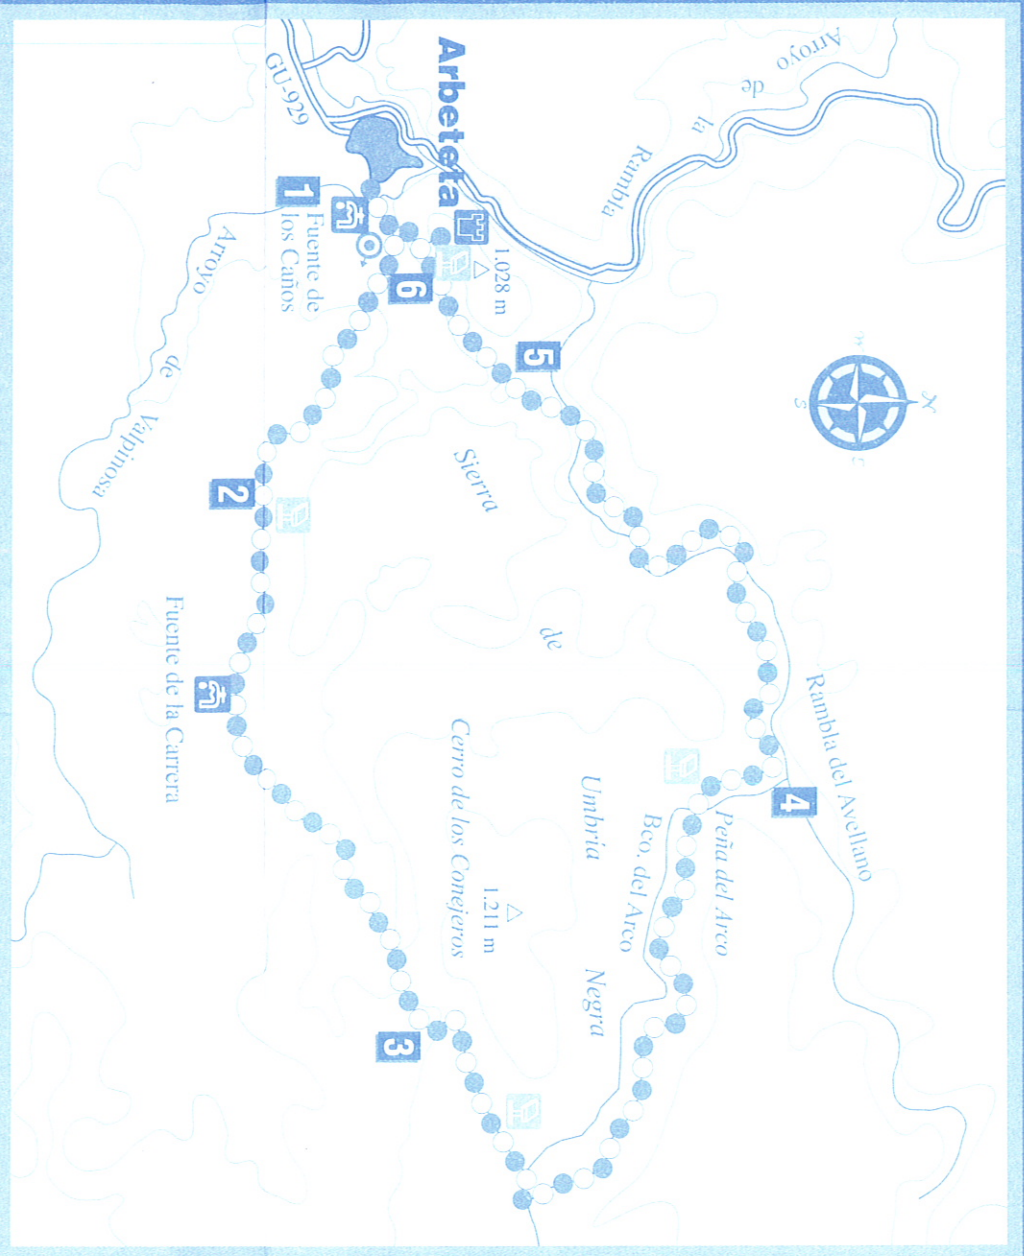 Arbeteta
GU-929
Arroyo de la Rambla
1
Fuente de
los Caños
6
1.028 m
5
N
S
Arroyo de Valpinosa
2
Sierra de
Fuente de la Carrera
Cerro de los Conejeros
1.211 m
Umbría Negra
Bco. del Arco
Peña del Arco
4
Rambla del Avellano
3